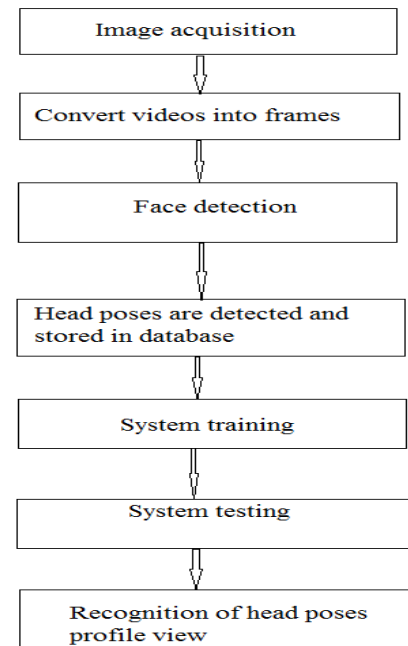 Image acquisition
Convert videos into frames
Face detection
Head poses are detected and
stored in database
System training
System testing
Recognition of head poses
profile view